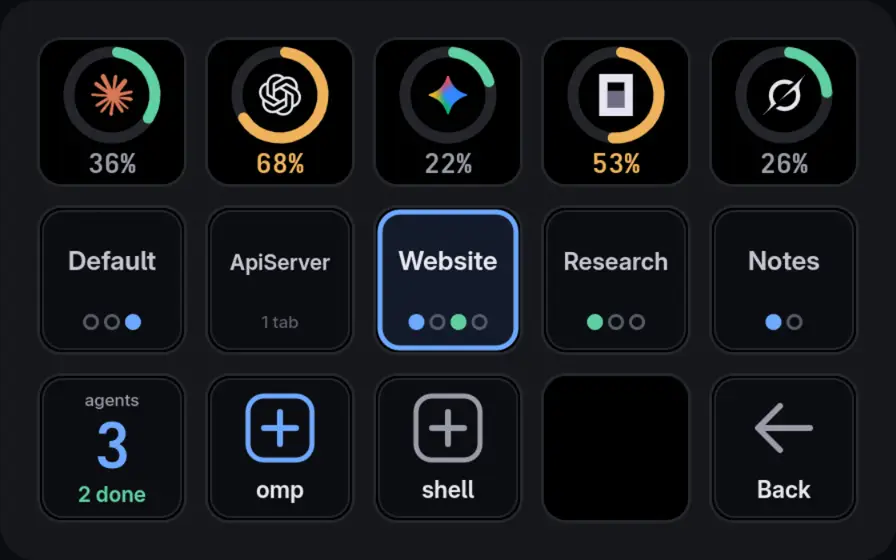 36%
68%
22%
53%
26%
Default
ApiServer
1 tab
Website
Research
Notes
agents
3
2 done
omp
shell
Back